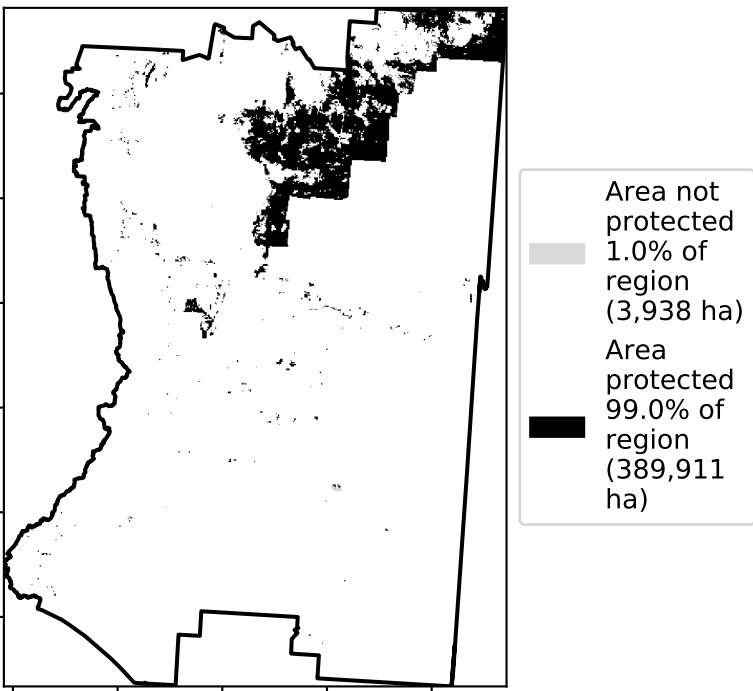 Area not
protected
1.0% of
region
(3,938 ha)
Area
protected
99.0% of
region
(389,911
ha)